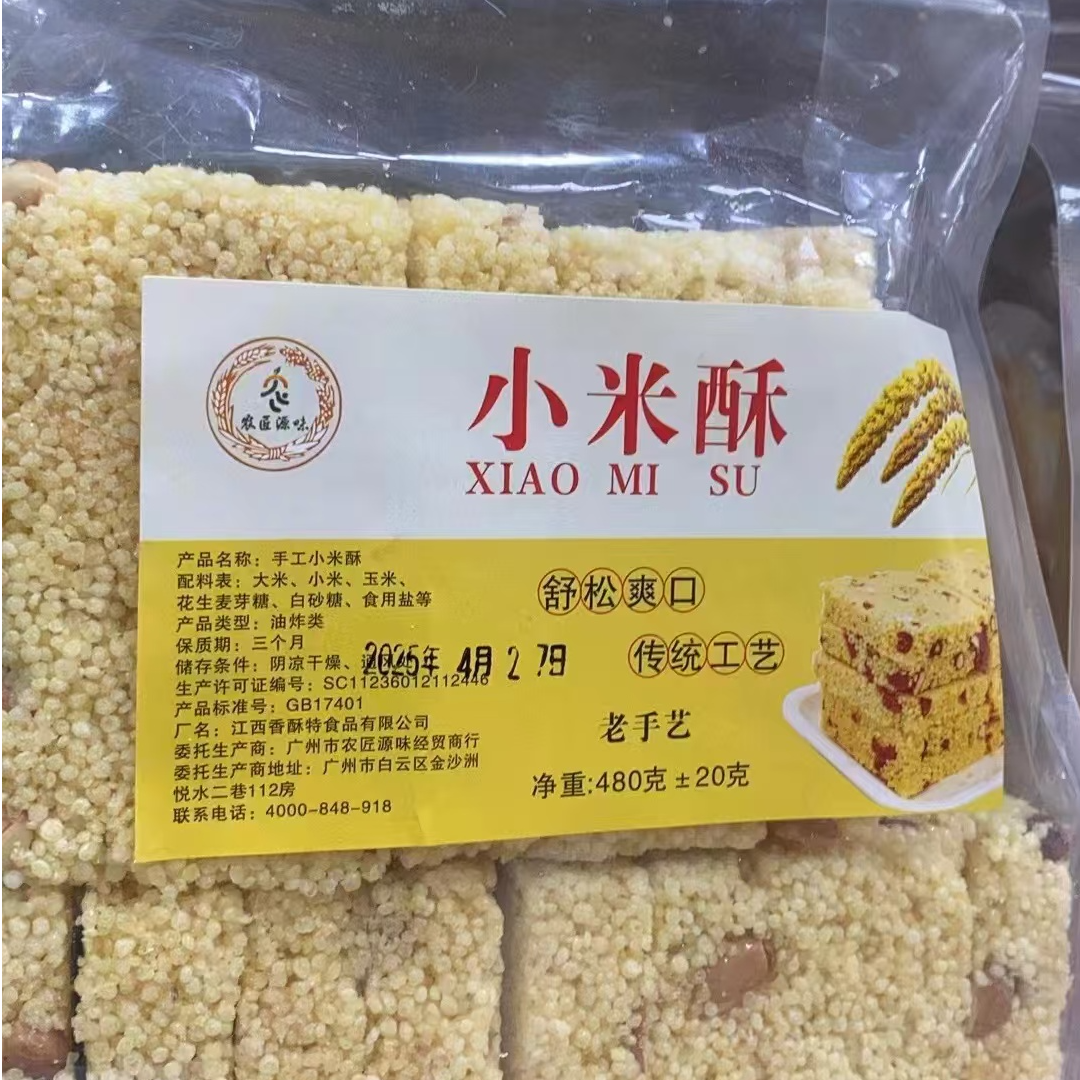 农匠源味
小米酥
XIAO MI SU
产品名称：手工小米酥
配料表：大米、小米、玉米、
花生麦芽糖、白砂糖、食用盐等
产品类型：油炸类
保质期：三个月
储存条件：阴凉干燥、
2025年 4月 27日
生产许可证编号：SC11236012112446
产品标准号：GB17401
厂名：江西香酥特食品有限公司
委托生产商：广州市农匠源味经贸商行
委托生产商地址：广州市白云区金沙洲
悦水二巷112房
联系电话：4000-848-918
舒松爽口
传统工艺
老手艺
净重:480克±20克